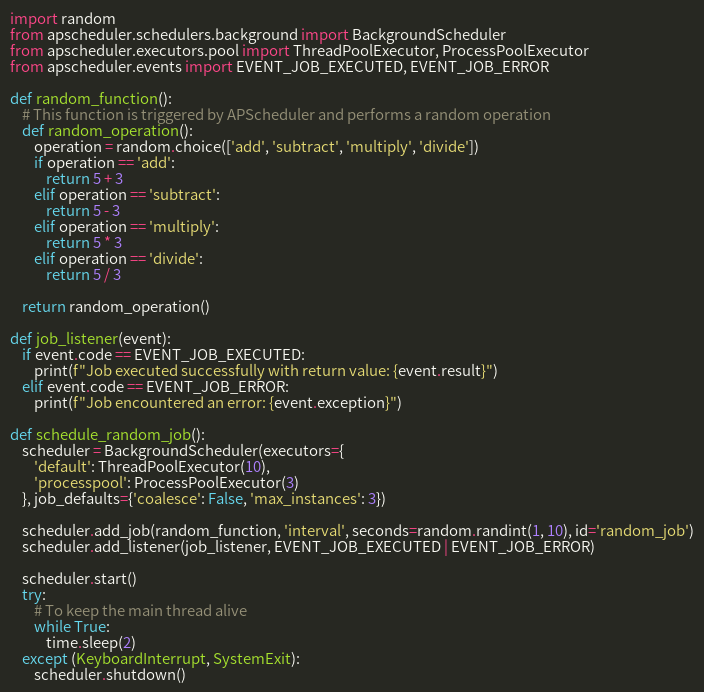 import random
from apscheduler.schedulers.background import BackgroundScheduler
from apscheduler.executors.pool import ThreadPoolExecutor, ProcessPoolExecutor
from apscheduler.events import EVENT_JOB_EXECUTED, EVENT_JOB_ERROR

def random_function():
    # This function is triggered by APScheduler and performs a random operation
    def random_operation():
        operation = random.choice(['add', 'subtract', 'multiply', 'divide'])
        if operation == 'add':
            return 5 + 3
        elif operation == 'subtract':
            return 5 - 3
        elif operation == 'multiply':
            return 5 * 3
        elif operation == 'divide':
            return 5 / 3

    return random_operation()

def job_listener(event):
    if event.code == EVENT_JOB_EXECUTED:
        print(f"Job executed successfully with return value: {event.result}")
    elif event.code == EVENT_JOB_ERROR:
        print(f"Job encountered an error: {event.exception}")

def schedule_random_job():
    scheduler = BackgroundScheduler(executors={
        'default': ThreadPoolExecutor(10),
        'processpool': ProcessPoolExecutor(3)
    }, job_defaults={'coalesce': False, 'max_instances': 3})

    scheduler.add_job(random_function, 'interval', seconds=random.randint(1, 10), id='random_job')
    scheduler.add_listener(job_listener, EVENT_JOB_EXECUTED | EVENT_JOB_ERROR)

    scheduler.start()
    try:
        # To keep the main thread alive
        while True:
            time.sleep(2)
    except (KeyboardInterrupt, SystemExit):
        scheduler.shutdown()